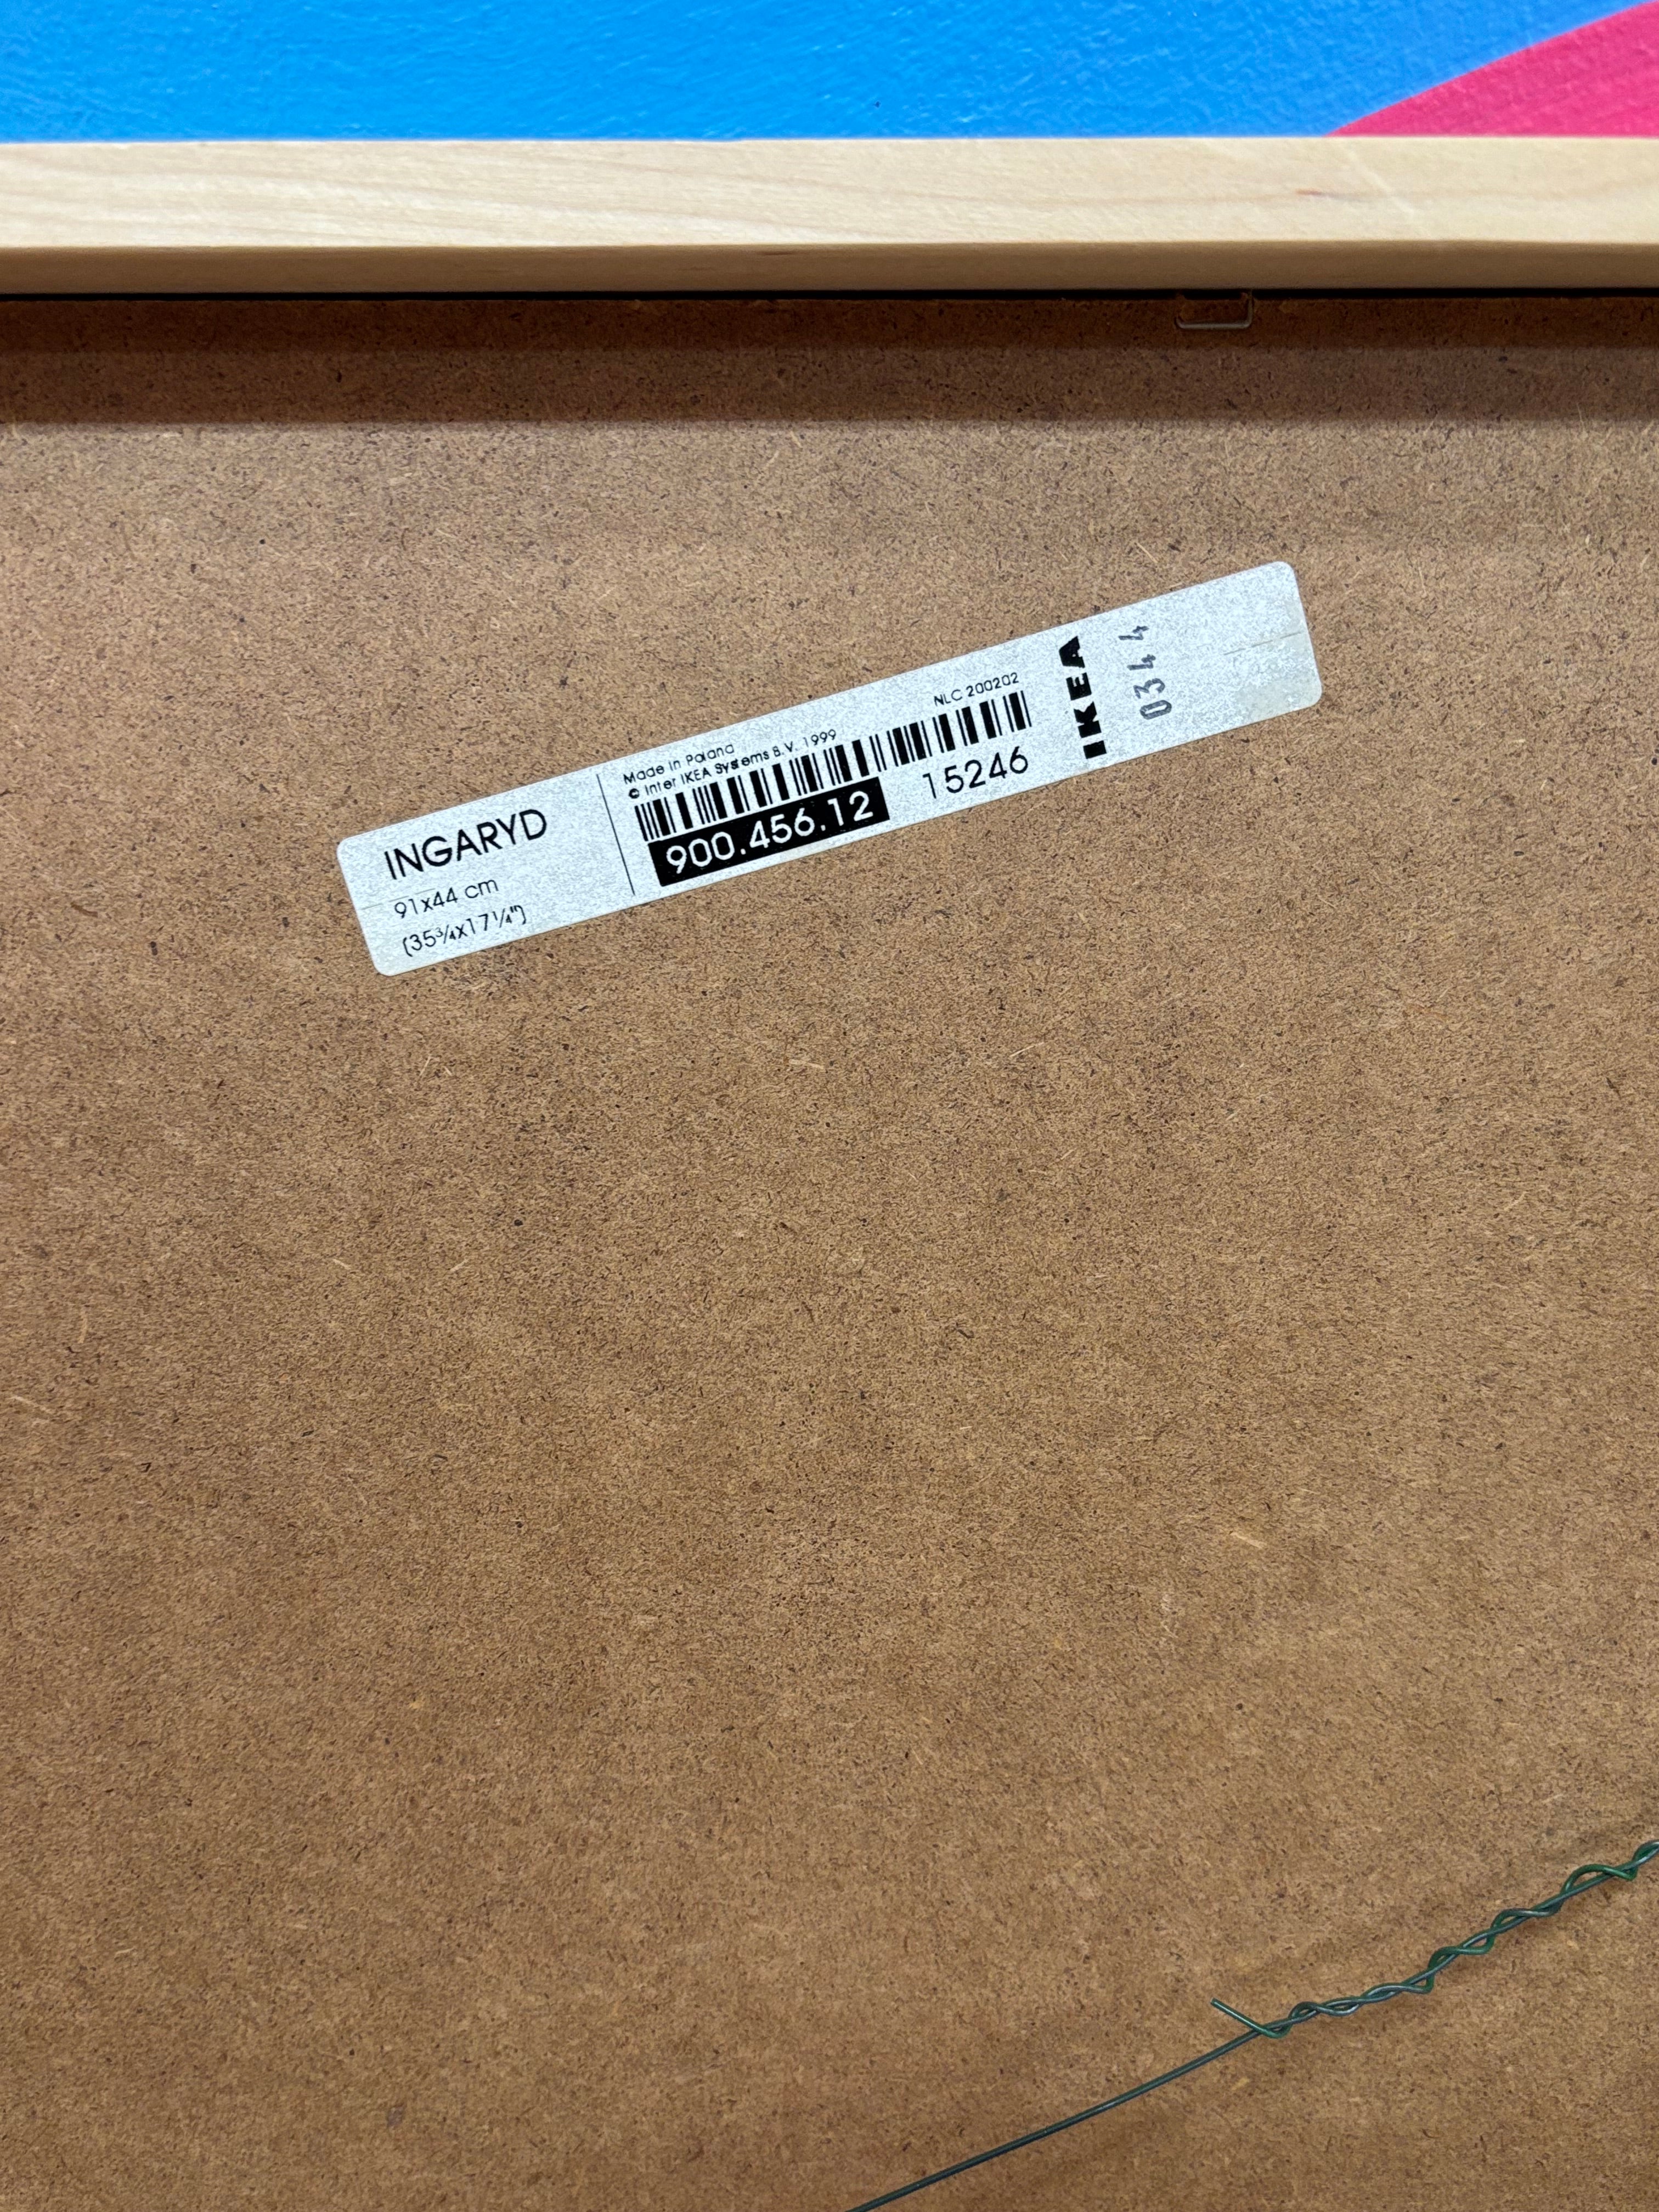 INGARYD
91x44 cm
(35¾x17¼")
Made in Poland
© Inter IKEA Systems B.V. 1999
NLC 200202
900.456.12
15246
IKEA
0344